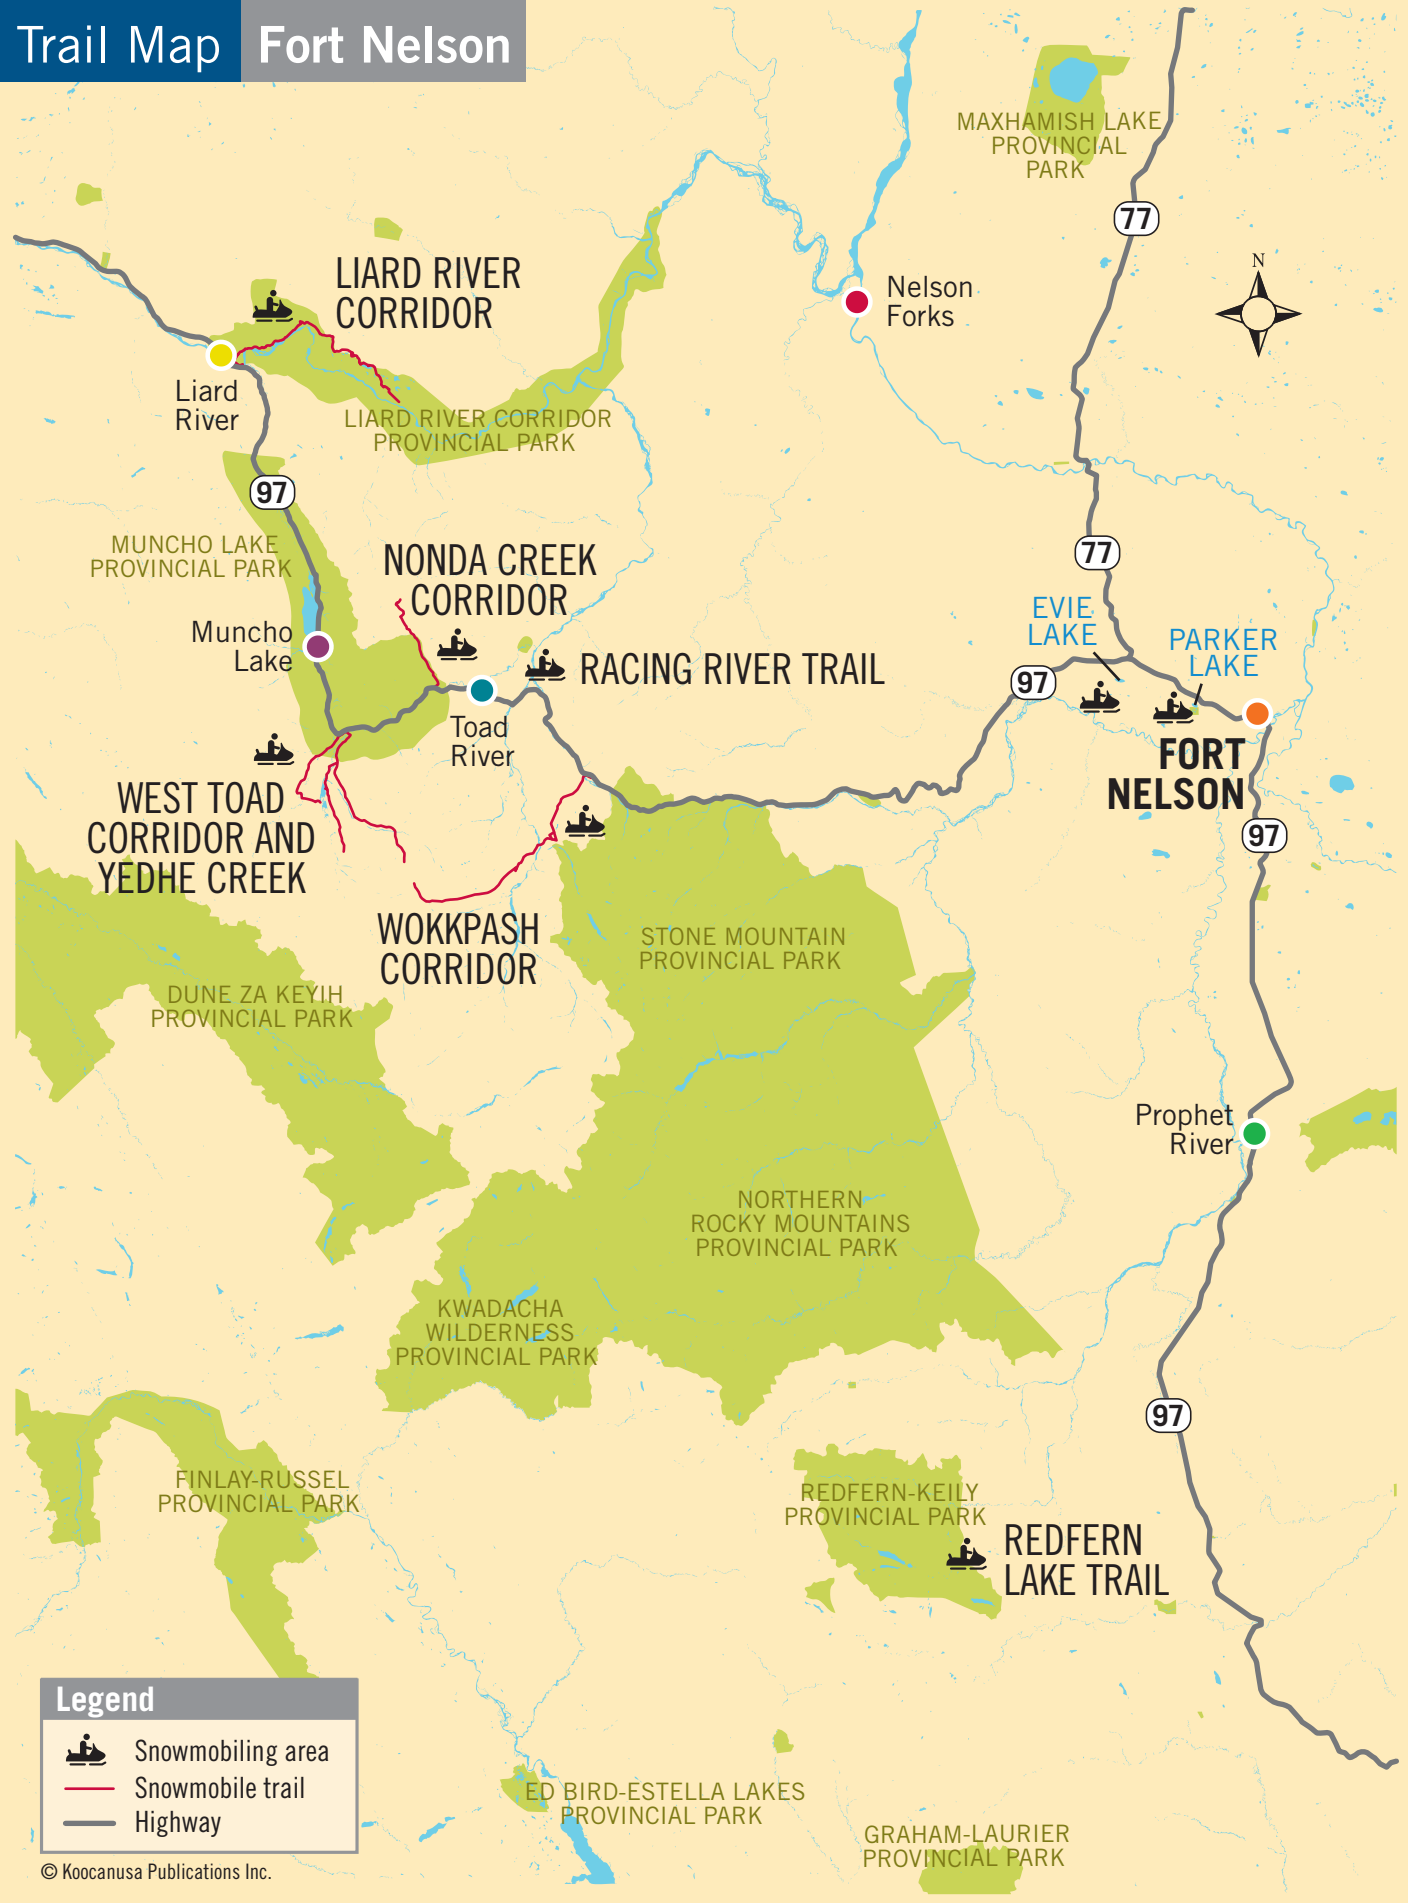 Trail Map Fort Nelson
MAXHAMISH LAKE
PROVINCIAL
PARK
77
N
LIARD RIVER
CORRIDOR
Nelson
Forks
Liard
River
LIARD RIVER CORRIDOR
PROVINCIAL PARK
97
MUNCHO LAKE
PROVINCIAL PARK
NONDA CREEK
CORRIDOR
77
EVIE
LAKE
PARKER
LAKE
Muncho
Lake
RACING RIVER TRAIL
97
Toad
River
FORT
NELSON
WEST TOAD
CORRIDOR AND
YEDHE CREEK
97
WOKKPASH
CORRIDOR
STONE MOUNTAIN
PROVINCIAL PARK
DUNE ZA KEYIH
PROVINCIAL PARK
Prophet
River
NORTHERN
ROCKY MOUNTAINS
PROVINCIAL PARK
KWADACHA
WILDERNESS
PROVINCIAL PARK
97
FINLAY-RUSSEL
PROVINCIAL PARK
REDFERN-KEILY
PROVINCIAL PARK
REDFERN
LAKE TRAIL
Legend
Snowmobiling area
Snowmobile trail
Highway
ED BIRD-ESTELLA LAKES
PROVINCIAL PARK
GRAHAM-LAURIER
PROVINCIAL PARK
© Koocanusa Publications Inc.